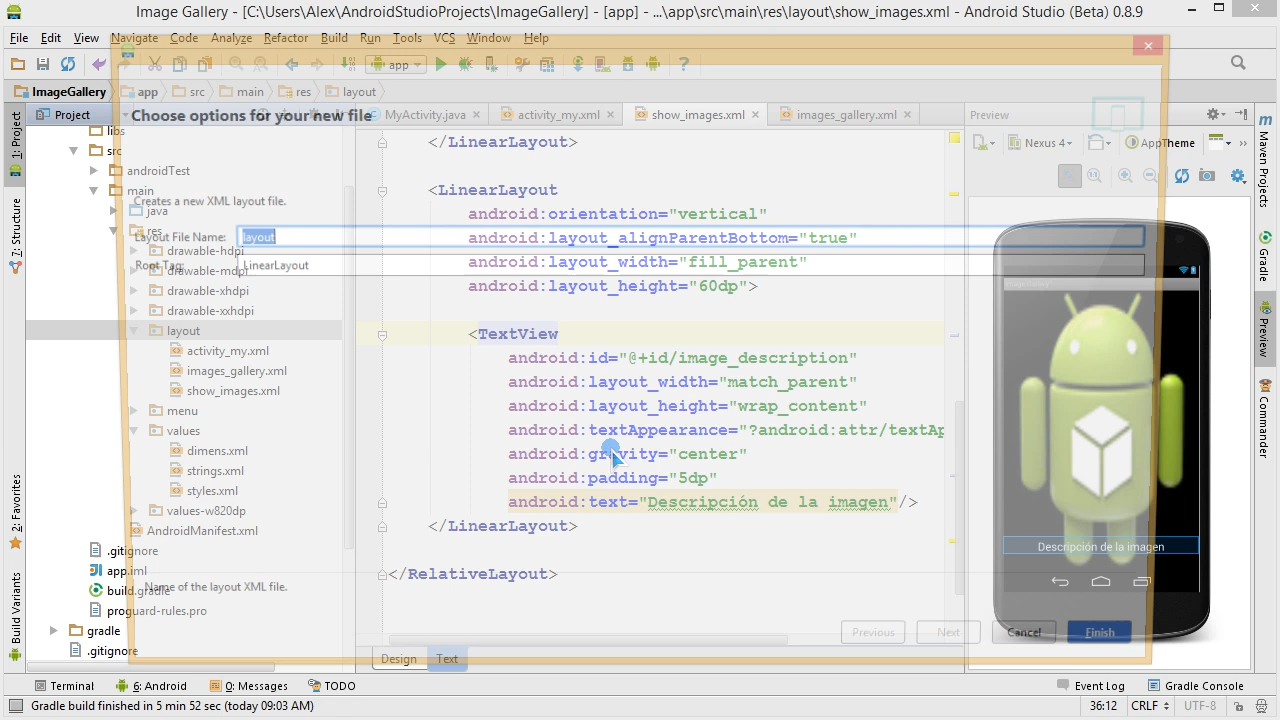 Image Gallery - [C:\Users\Alex\AndroidStudioProjects\ImageGallery] - [app] - ...\app\src\main\res\layout\show_images.xml - Android Studio (Beta) 0.8.9
File Edit View Navigate Code Analyze Refactor Build Run Tools VCS Window Help
app
ImageGallery app src main res layout
Project
MyActivity.java activity_my.xml show_images.xml images_gallery.xml
Preview
Choose options for your new file
Nexus 4 AppTheme
Creates a new XML layout file.
Layout File Name: layout
Root Tag: LinearLayout
1: Project
Z: Structure
2: Favorites
Build Variants
libs
src
androidTest
main
java
res
drawable-hdpi
drawable-mdpi
drawable-xhdpi
drawable-xxhdpi
layout
activity_my.xml
images_gallery.xml
show_images.xml
menu
values
dimens.xml
strings.xml
styles.xml
values-w820dp
AndroidManifest.xml
.gitignore
app.iml
build.gradle
proguard-rules.pro
gradle
.gitignore
</LinearLayout>
<LinearLayout
android:orientation="vertical"
android:layout_alignParentBottom="true"
android:layout_width="fill_parent"
android:layout_height="60dp">
<TextView
android:id="@+id/image_description"
android:layout_width="match_parent"
android:layout_height="wrap_content"
android:textAppearance="?android:attr/textAp
android:gravity="center"
android:padding="5dp"
android:text="Descripción de la imagen"/>
</LinearLayout>
</RelativeLayout>
Name of the layout XML file.
Previous Next Cancel Finish
Image Gallery
Descripción de la imagen
Maven Projects
Gradle
Preview
Commander
Design Text
Terminal 6: Android 0: Messages TODO Event Log Gradle Console
Gradle build finished in 5 min 52 sec (today 09:03 AM) 36:12 CRLF UTF-8